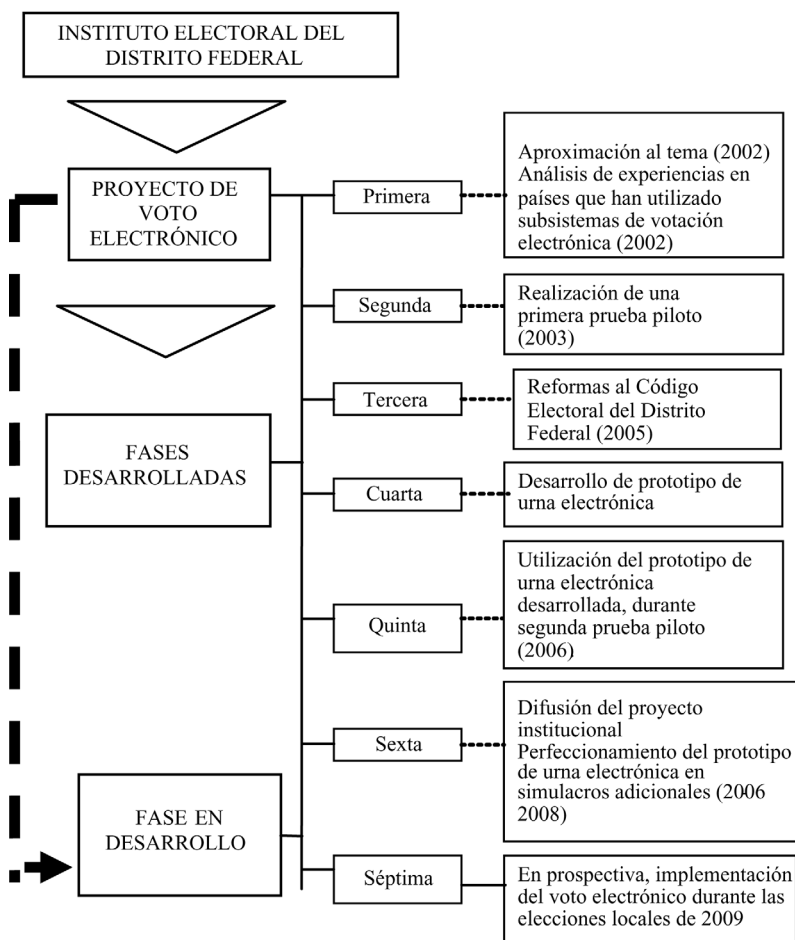 INSTITUTO ELECTORAL DEL
DISTRITO FEDERAL
PROYECTO DE
VOTO
ELECTRÓNICO
Primera
Aproximación al tema (2002)
Análisis de experiencias en
países que han utilizado
subsistemas de votación
electrónica (2002)
Segunda
Realización de una
primera prueba piloto
(2003)
Tercera
Reformas al Código
Electoral del Distrito
Federal (2005)
FASES
DESARROLLADAS
Cuarta
Desarrollo de prototipo de
urna electrónica
Quinta
Utilización del prototipo de
urna electrónica
desarrollada, durante
segunda prueba piloto
(2006)
Sexta
Difusión del proyecto
institucional
Perfeccionamiento del prototipo
de urna electrónica en
simulacros adicionales (2006
2008)
FASE EN
DESARROLLO
Séptima
En prospectiva, implementación
del voto electrónico durante las
elecciones locales de 2009